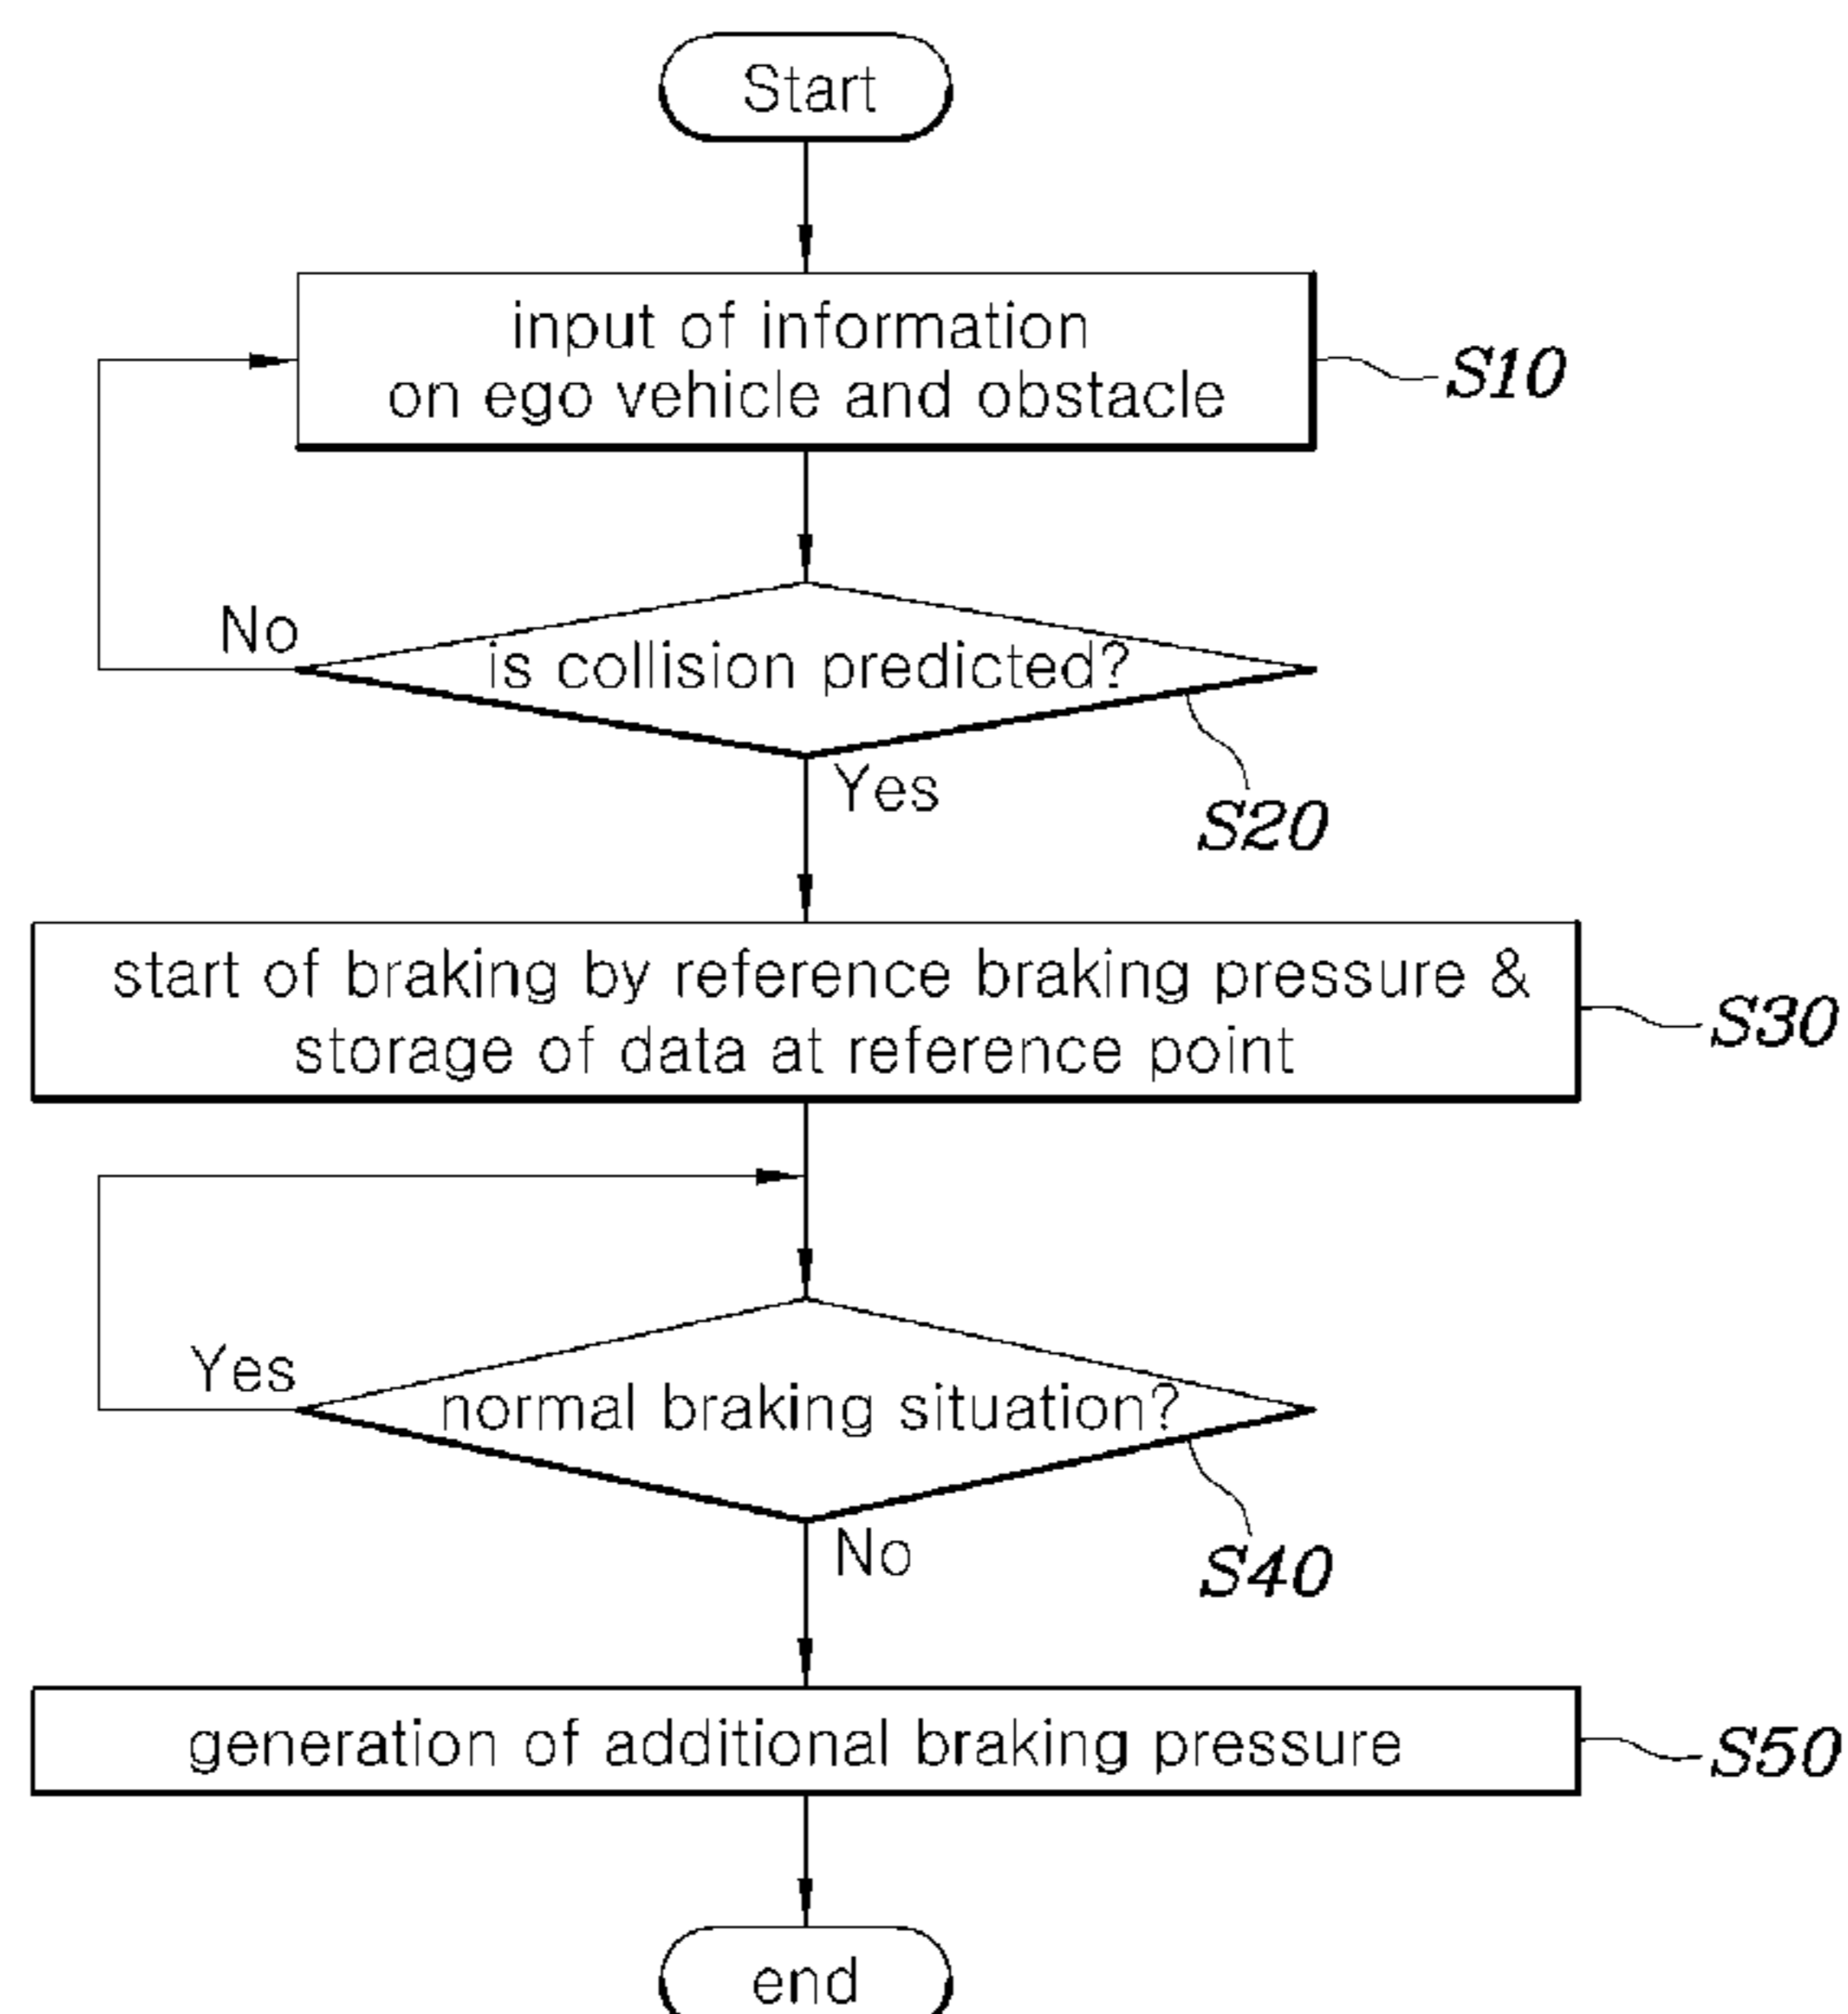 Start
input of information
on ego vehicle and obstacle
S10
No
is collision predicted?
Yes
S20
start of braking by reference braking pressure &
storage of data at reference point
S30
Yes
normal braking situation?
No
S40
generation of additional braking pressure
S50
end